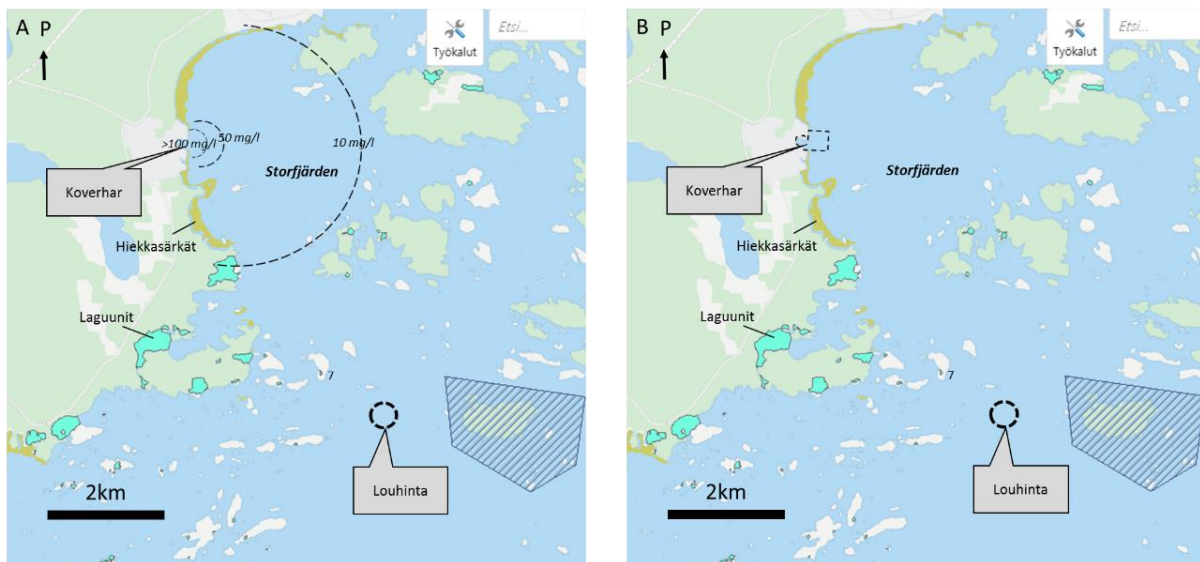 A P
Etsi...
Työkalut
>100 mg/l
50 mg/l
10 mg/l
Storfjärden
Koverhar
Hiekkasärkät
Laguunit
7
Louhinta
2km
B P
Etsi...
Työkalut
Storfjärden
Koverhar
Hiekkasärkät
Laguunit
7
Louhinta
2km